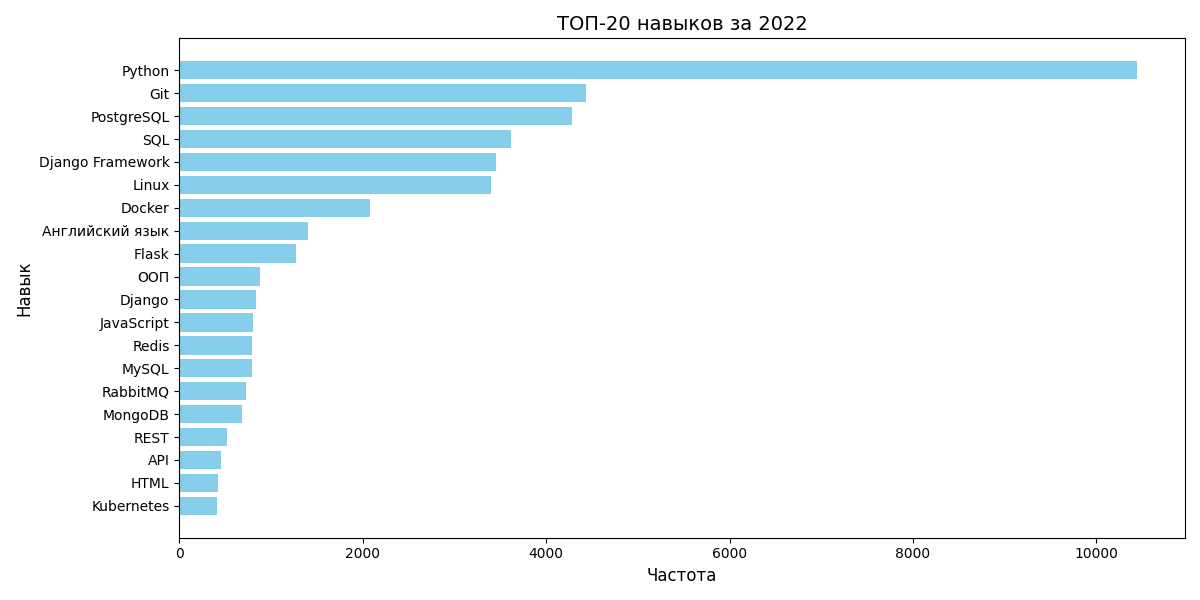 ТОП-20 навыков за 2022
Python
Git
PostgreSQL
SQL
Django Framework
Linux
Docker
Английский язык
Flask
ООП
Django
JavaScript
Redis
MySQL
RabbitMQ
MongoDB
REST
API
HTML
Kubernetes
Навык
0 2000 4000 6000 8000 10000
Частота